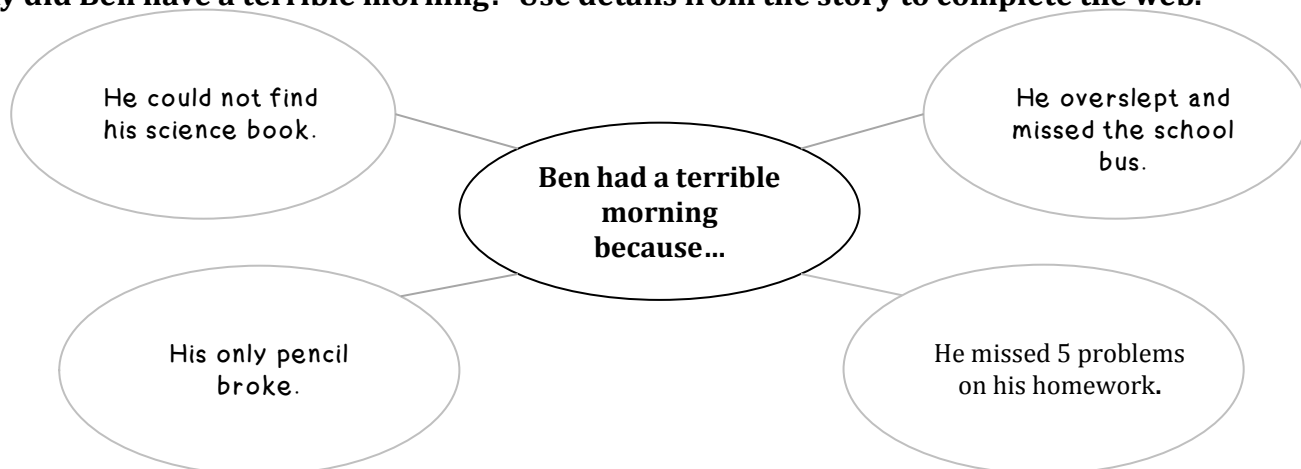 did Ben have a terrible morning? Use details from the story to complete the web.
He could not find
his science book.
He overslept and
missed the school
bus.
Ben had a terrible
morning
because…
His only pencil
broke.
He missed 5 problems
on his homework.